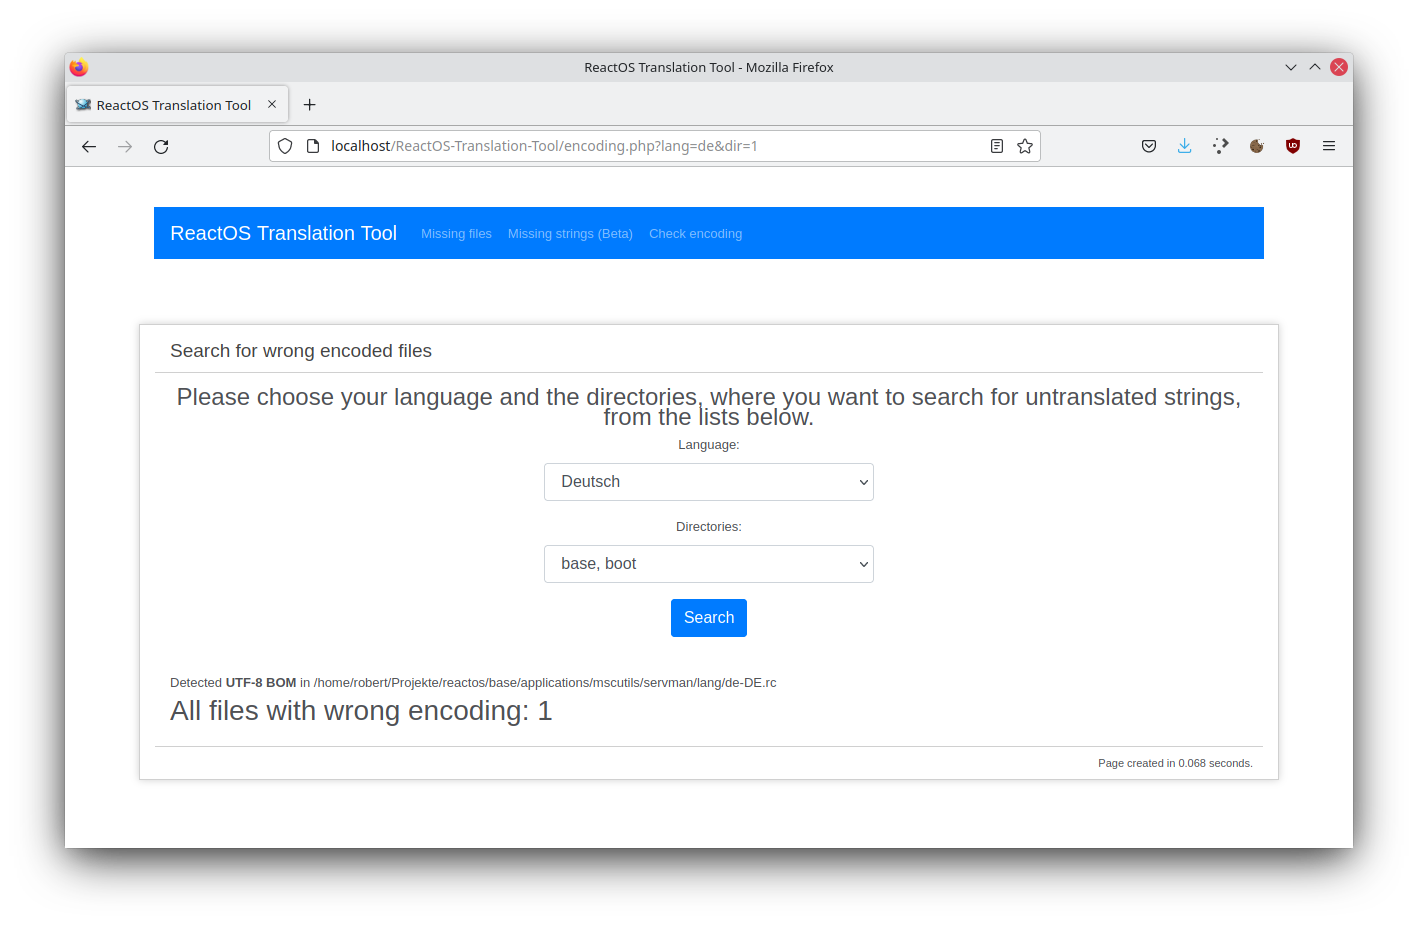 ReactOS Translation Tool - Mozilla Firefox
ReactOS Translation Tool
localhost/ReactOS-Translation-Tool/encoding.php?lang=de&dir=1
ReactOS Translation Tool Missing files Missing strings (Beta) Check encoding
Search for wrong encoded files
Please choose your language and the directories, where you want to search for untranslated strings,
from the lists below.
Language:
Deutsch
Directories:
base, boot
Search
Detected UTF-8 BOM in /home/robert/Projekte/reactos/base/applications/mscutils/servman/lang/de-DE.rc
All files with wrong encoding: 1
Page created in 0.068 seconds.